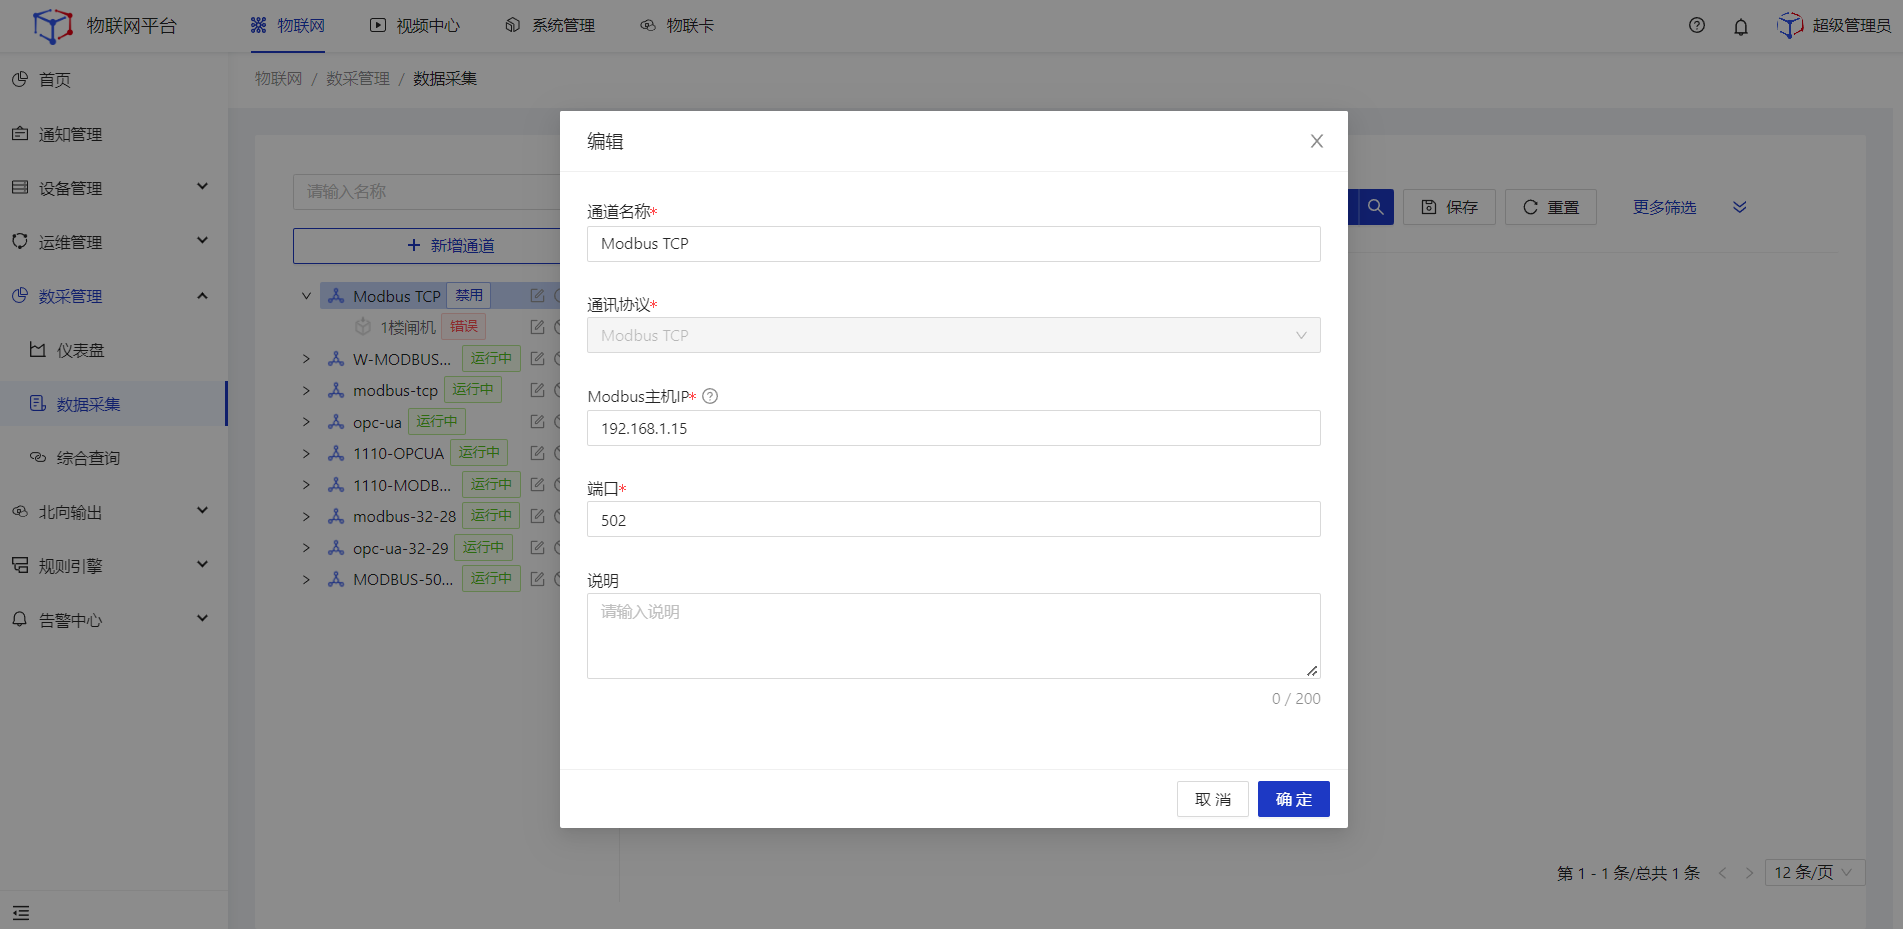 物联网平台
物联网
视频中心
系统管理
物联卡
超级管理员
首页
通知管理
设备管理
运维管理
数采管理
仪表盘
数据采集
综合查询
北向输出
规则引擎
告警中心
物联网 / 数采管理 / 数据采集
请输入名称
+ 新增通道
Modbus TCP 禁用
1楼闸机 错误
W-MODBUS... 运行中
modbus-tcp 运行中
opc-ua 运行中
1110-OPCUA 运行中
1110-MODB... 运行中
modbus-32-28 运行中
opc-ua-32-29 运行中
MODBUS-50... 运行中
保存
重置
更多筛选
编辑
通道名称*
Modbus TCP
通讯协议*
Modbus TCP
Modbus主机IP*
192.168.1.15
端口*
502
说明
请输入说明
0 / 200
取 消
确 定
第 1 - 1 条/总共 1 条
12 条/页